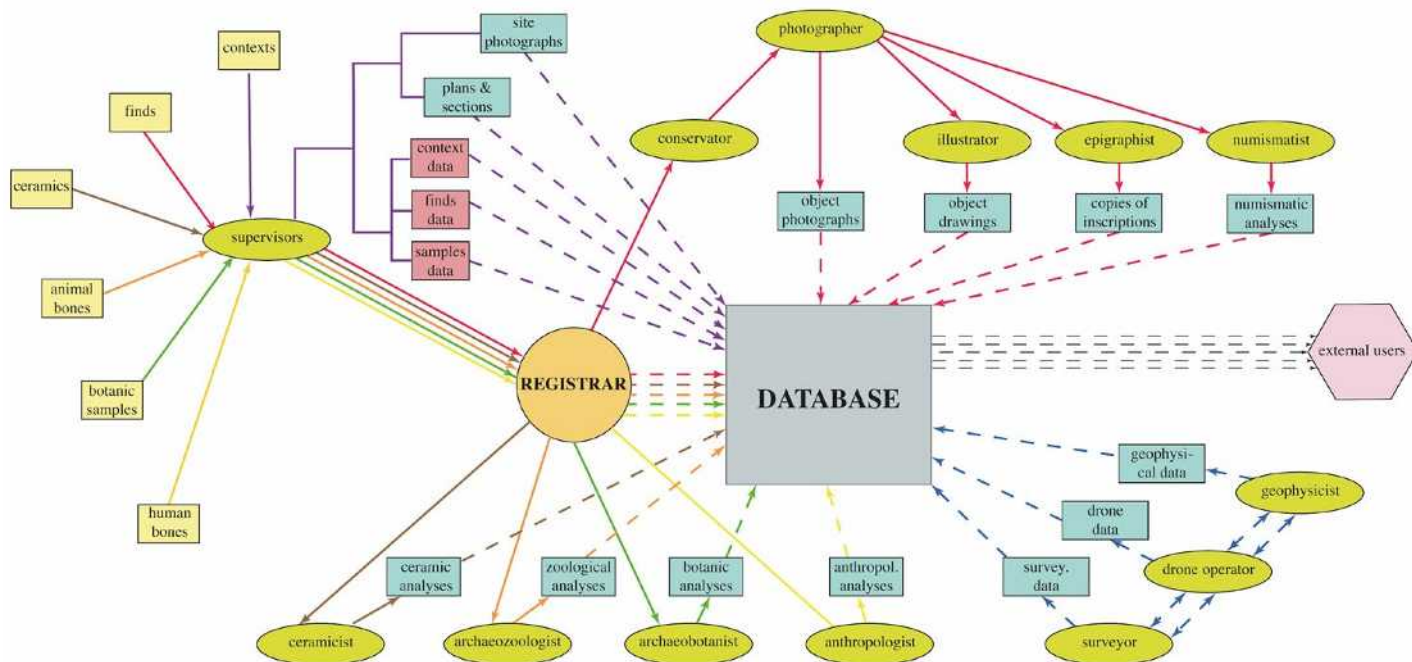 site
photographs
photographer
contexts
plans &
sections
finds
conservator
illustrator
epigraphist
numismatist
context
data
ceramics
finds
data
object
photographs
object
drawings
copies of
inscriptions
numismatic
analyses
supervisors
samples
data
animal
bones
external users
botanic
samples
REGISTRAR
DATABASE
geophysi-
cal data
geophysicist
human
bones
drone
data
ceramic
analyses
zoological
analyses
botanic
analyses
anthropol.
analyses
survey.
data
drone operator
ceramicist
archaeozoologist
archaeobotanist
anthropologist
surveyor